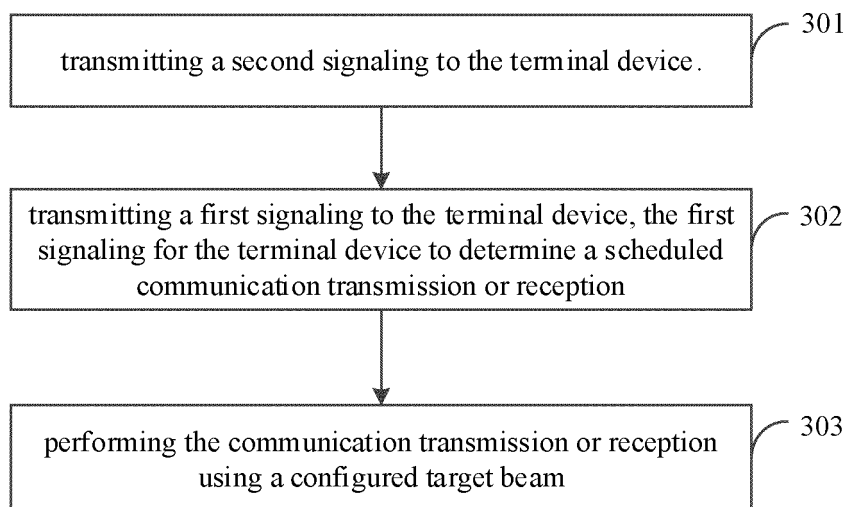 301
transmitting a second signaling to the terminal device.
302
transmitting a first signaling to the terminal device, the first
signaling for the terminal device to determine a scheduled
communication transmission or reception
303
performing the communication transmission or reception
using a configured target beam